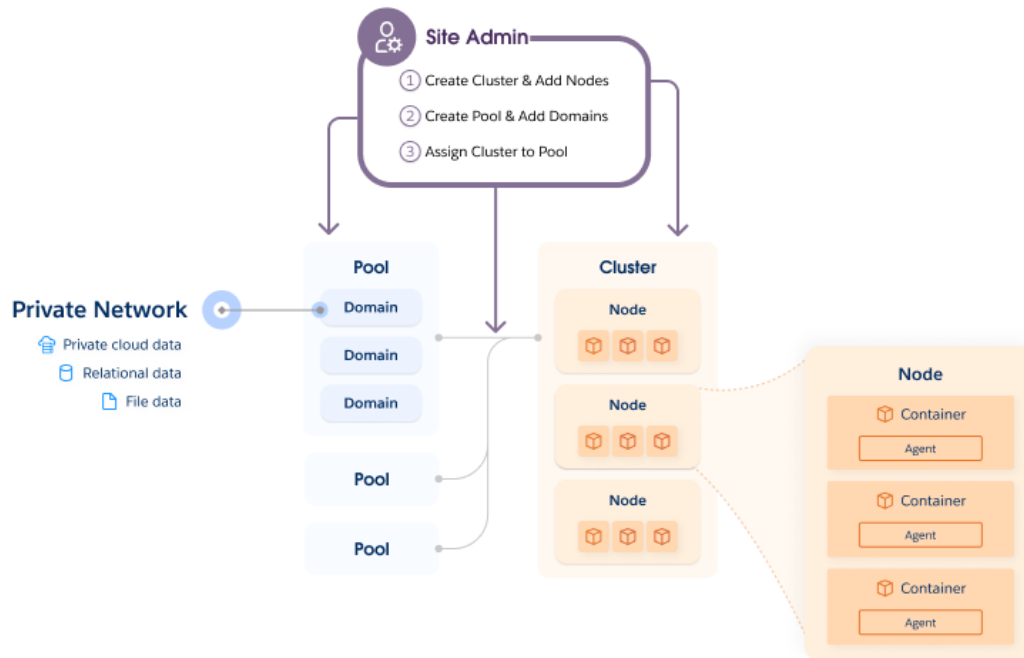 Site Admin
1 Create Cluster & Add Nodes
2 Create Pool & Add Domains
3 Assign Cluster to Pool
Private Network
Private cloud data
Relational data
File data
Pool
Domain
Domain
Domain
Pool
Pool
Cluster
Node
Node
Node
Node
Container
Agent
Container
Agent
Container
Agent